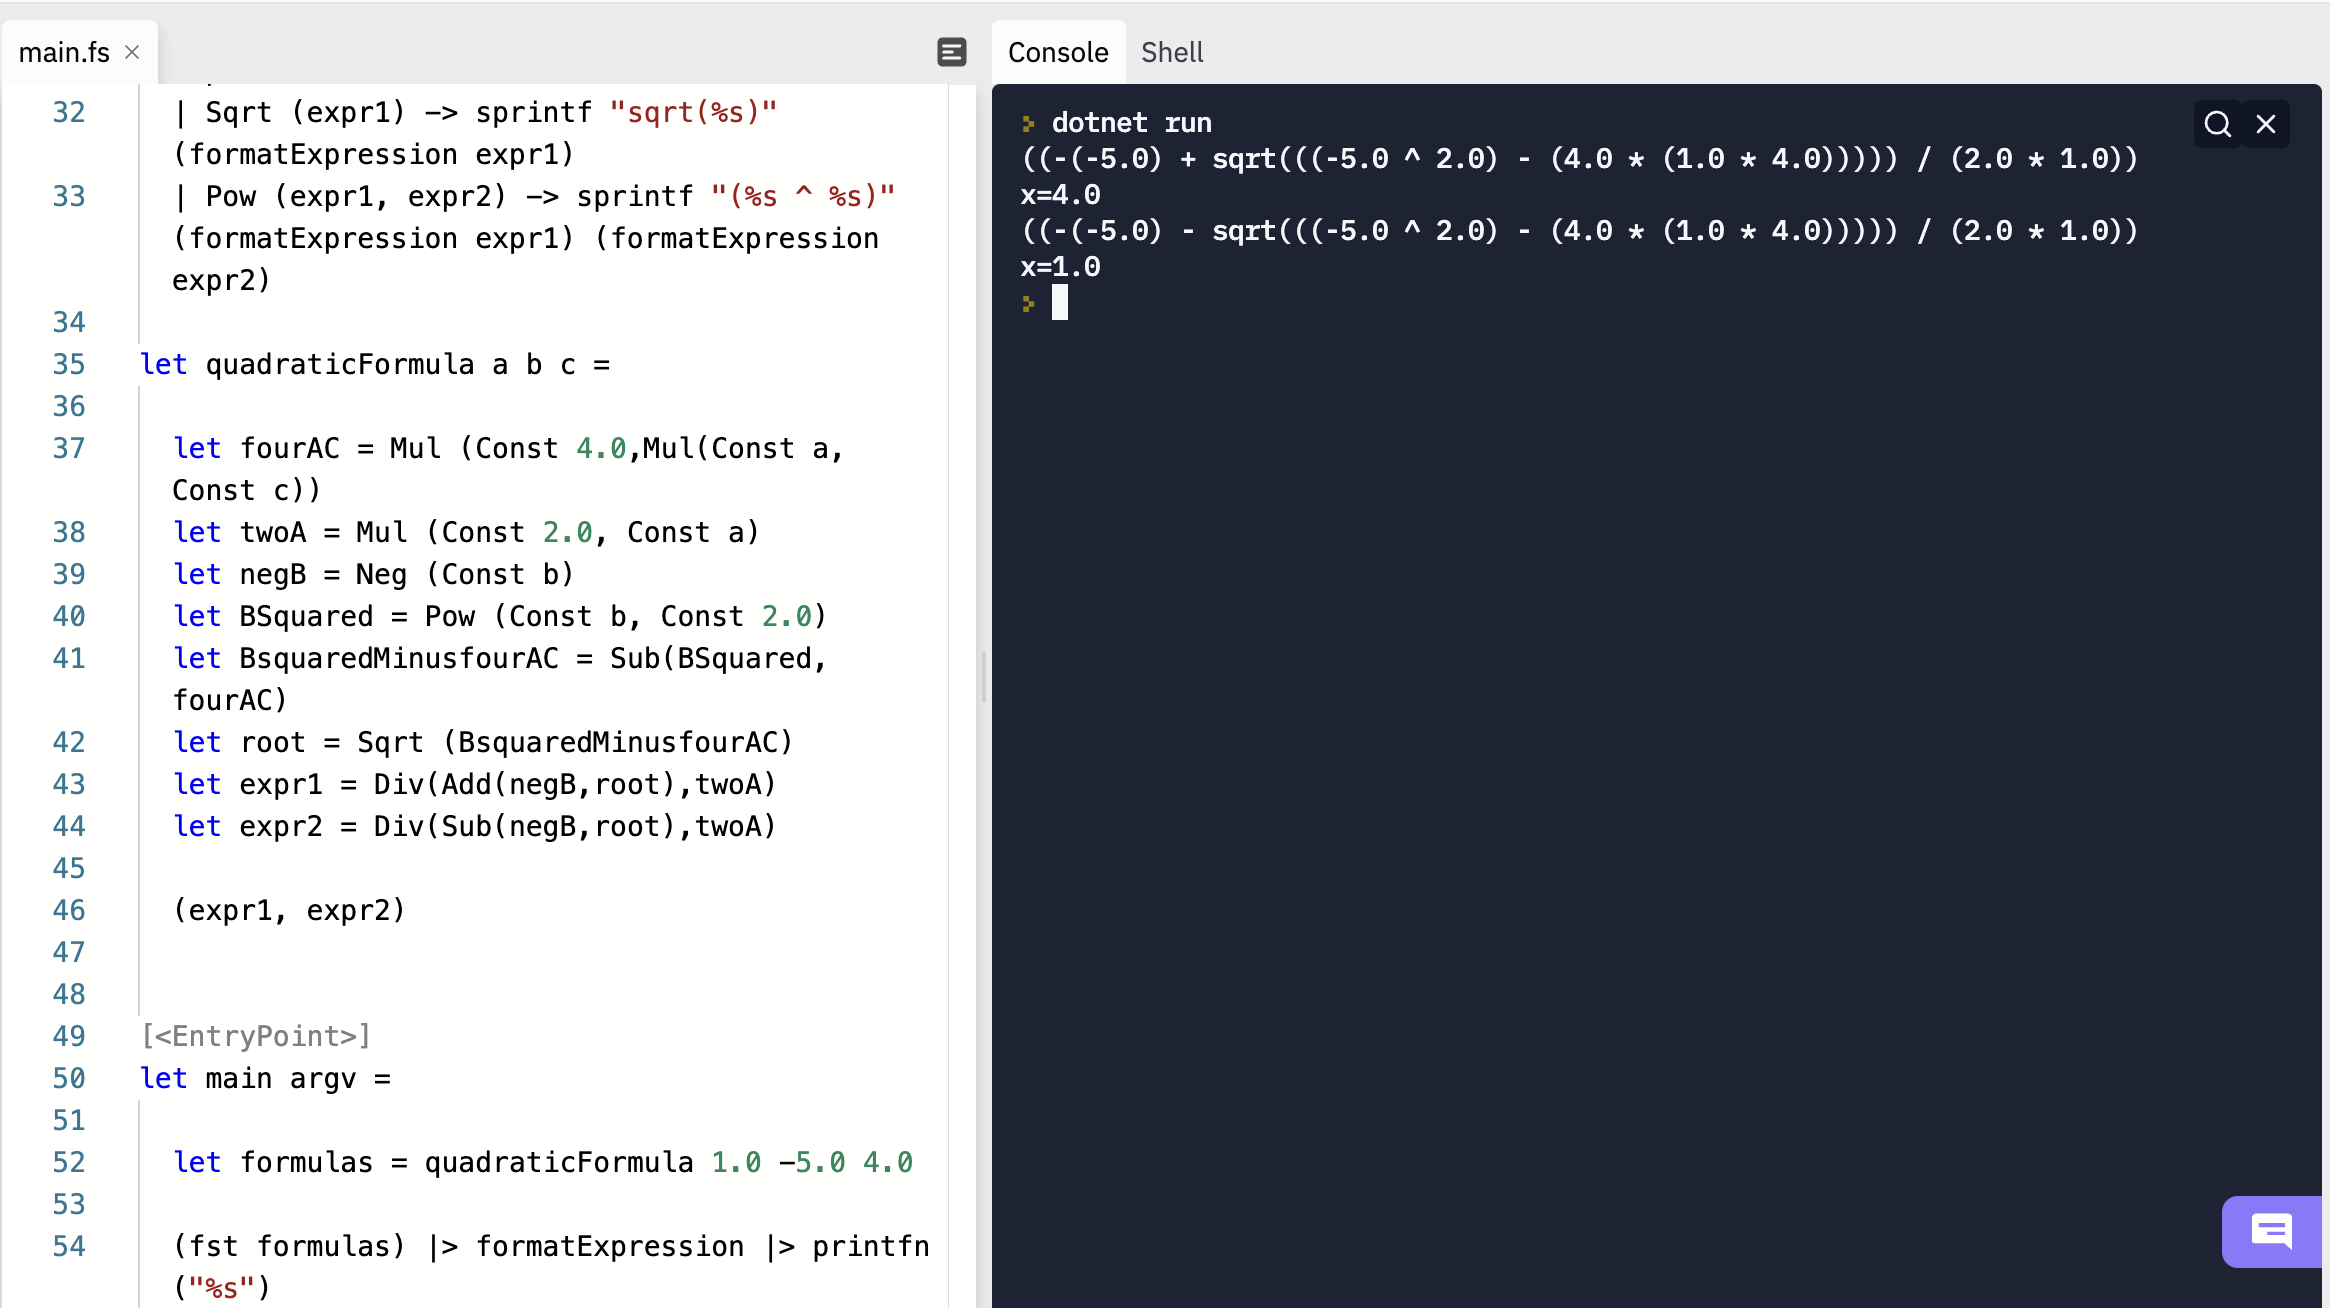 main.fs
Console Shell
32 | Sqrt (expr1) -> sprintf "sqrt(%s)"
(formatExpression expr1)
33 | Pow (expr1, expr2) -> sprintf "(%s ^ %s)"
(formatExpression expr1) (formatExpression
expr2)
34
35 let quadraticFormula a b c =
36
37 let fourAC = Mul (Const 4.0,Mul(Const a,
Const c))
38 let twoA = Mul (Const 2.0, Const a)
39 let negB = Neg (Const b)
40 let BSquared = Pow (Const b, Const 2.0)
41 let BsquaredMinusfourAC = Sub(BSquared,
fourAC)
42 let root = Sqrt (BsquaredMinusfourAC)
43 let expr1 = Div(Add(negB,root),twoA)
44 let expr2 = Div(Sub(negB,root),twoA)
45
46 (expr1, expr2)
47
48
49 [<EntryPoint>]
50 let main argv =
51
52 let formulas = quadraticFormula 1.0 -5.0 4.0
53
54 (fst formulas) |> formatExpression |> printfn
("%s")
dotnet run
((-(-5.0) + sqrt(((-5.0 ^ 2.0) - (4.0 * (1.0 * 4.0))))) / (2.0 * 1.0))
x=4.0
((-(-5.0) - sqrt(((-5.0 ^ 2.0) - (4.0 * (1.0 * 4.0))))) / (2.0 * 1.0))
x=1.0